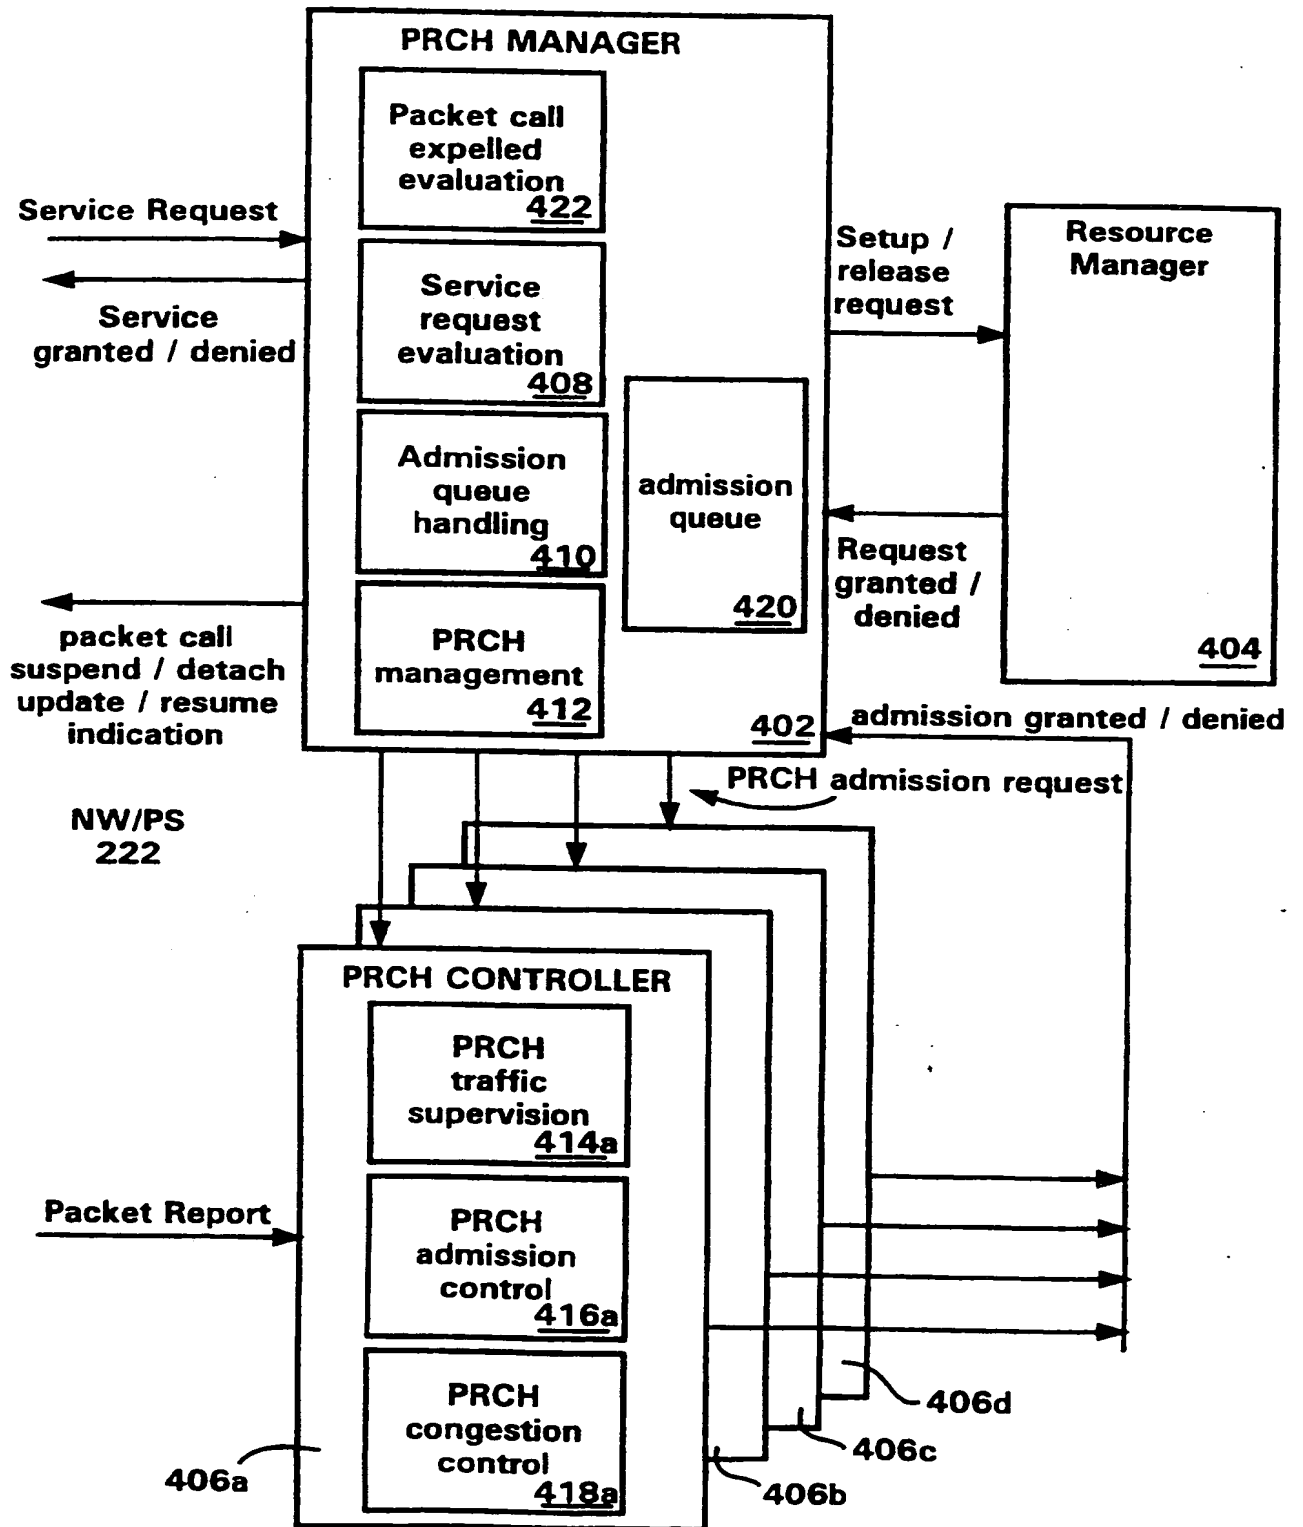 PRCH MANAGER
Packet call
expelled
evaluation
422
Service Request
Service
granted / denied
Service
request
evaluation
408
Setup /
release
request
Resource
Manager
Admission
queue
handling
410
admission
queue
420
Request
granted /
denied
404
packet call
suspend / detach
update / resume
indication
PRCH
management
412
402
admission granted / denied
PRCH admission request
NW/PS
222
PRCH CONTROLLER
PRCH
traffic
supervision
414a
Packet Report
PRCH
admission
control
416a
PRCH
congestion
control
418a
406a
406b
406c
406d